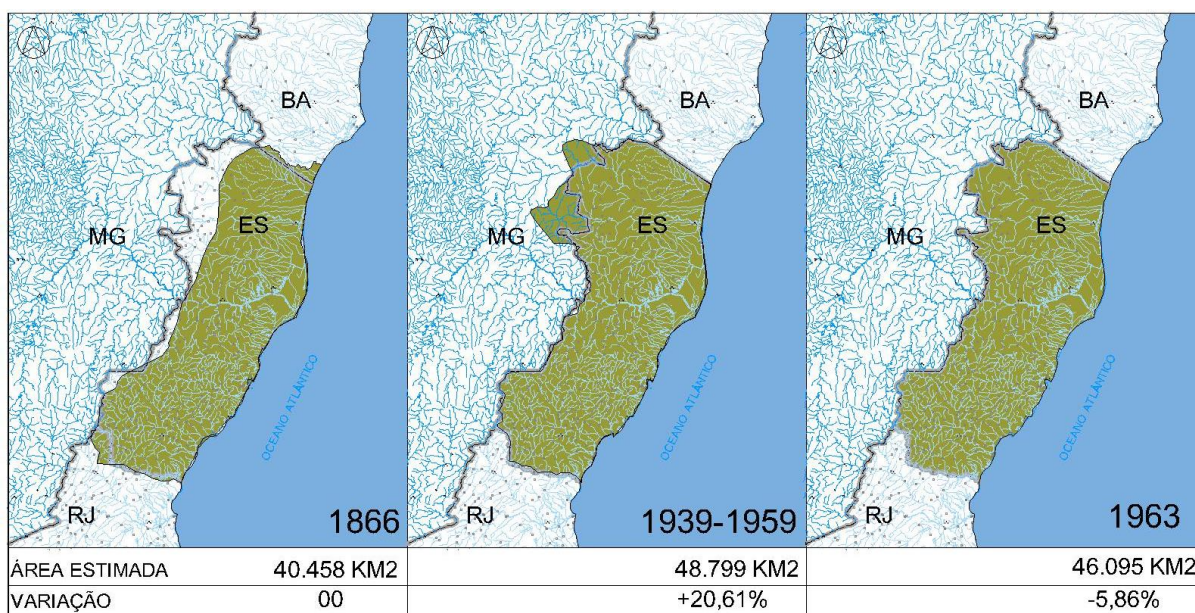 BA
ES
MG
OCEANO ATLÂNTICO
RJ
1866
BA
ES
MG
OCEANO ATLÂNTICO
RJ
1939-1959
BA
ES
MG
OCEANO ATLÂNTICO
RJ
1963
ÁREA ESTIMADA 40.458 KM2 48.799 KM2 46.095 KM2
VARIAÇÃO 00 +20,61% -5,86%